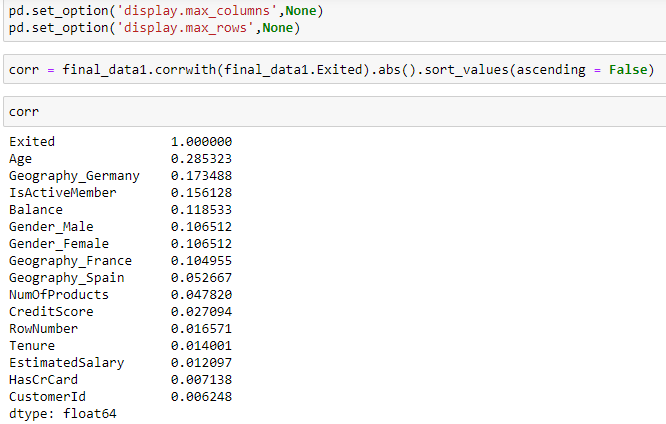 pd.set_option('display.max_columns',None)
pd.set_option('display.max_rows',None)
corr = final_data1.corrwith(final_data1.Exited).abs().sort_values(ascending = False)
corr
Exited 1.000000
Age 0.285323
Geography_Germany 0.173488
IsActiveMember 0.156128
Balance 0.118533
Gender_Male 0.106512
Gender_Female 0.106512
Geography_France 0.104955
Geography_Spain 0.052667
NumOfProducts 0.047820
CreditScore 0.027094
RowNumber 0.016571
Tenure 0.014001
EstimatedSalary 0.012097
HasCrCard 0.007138
CustomerId 0.006248
dtype: float64